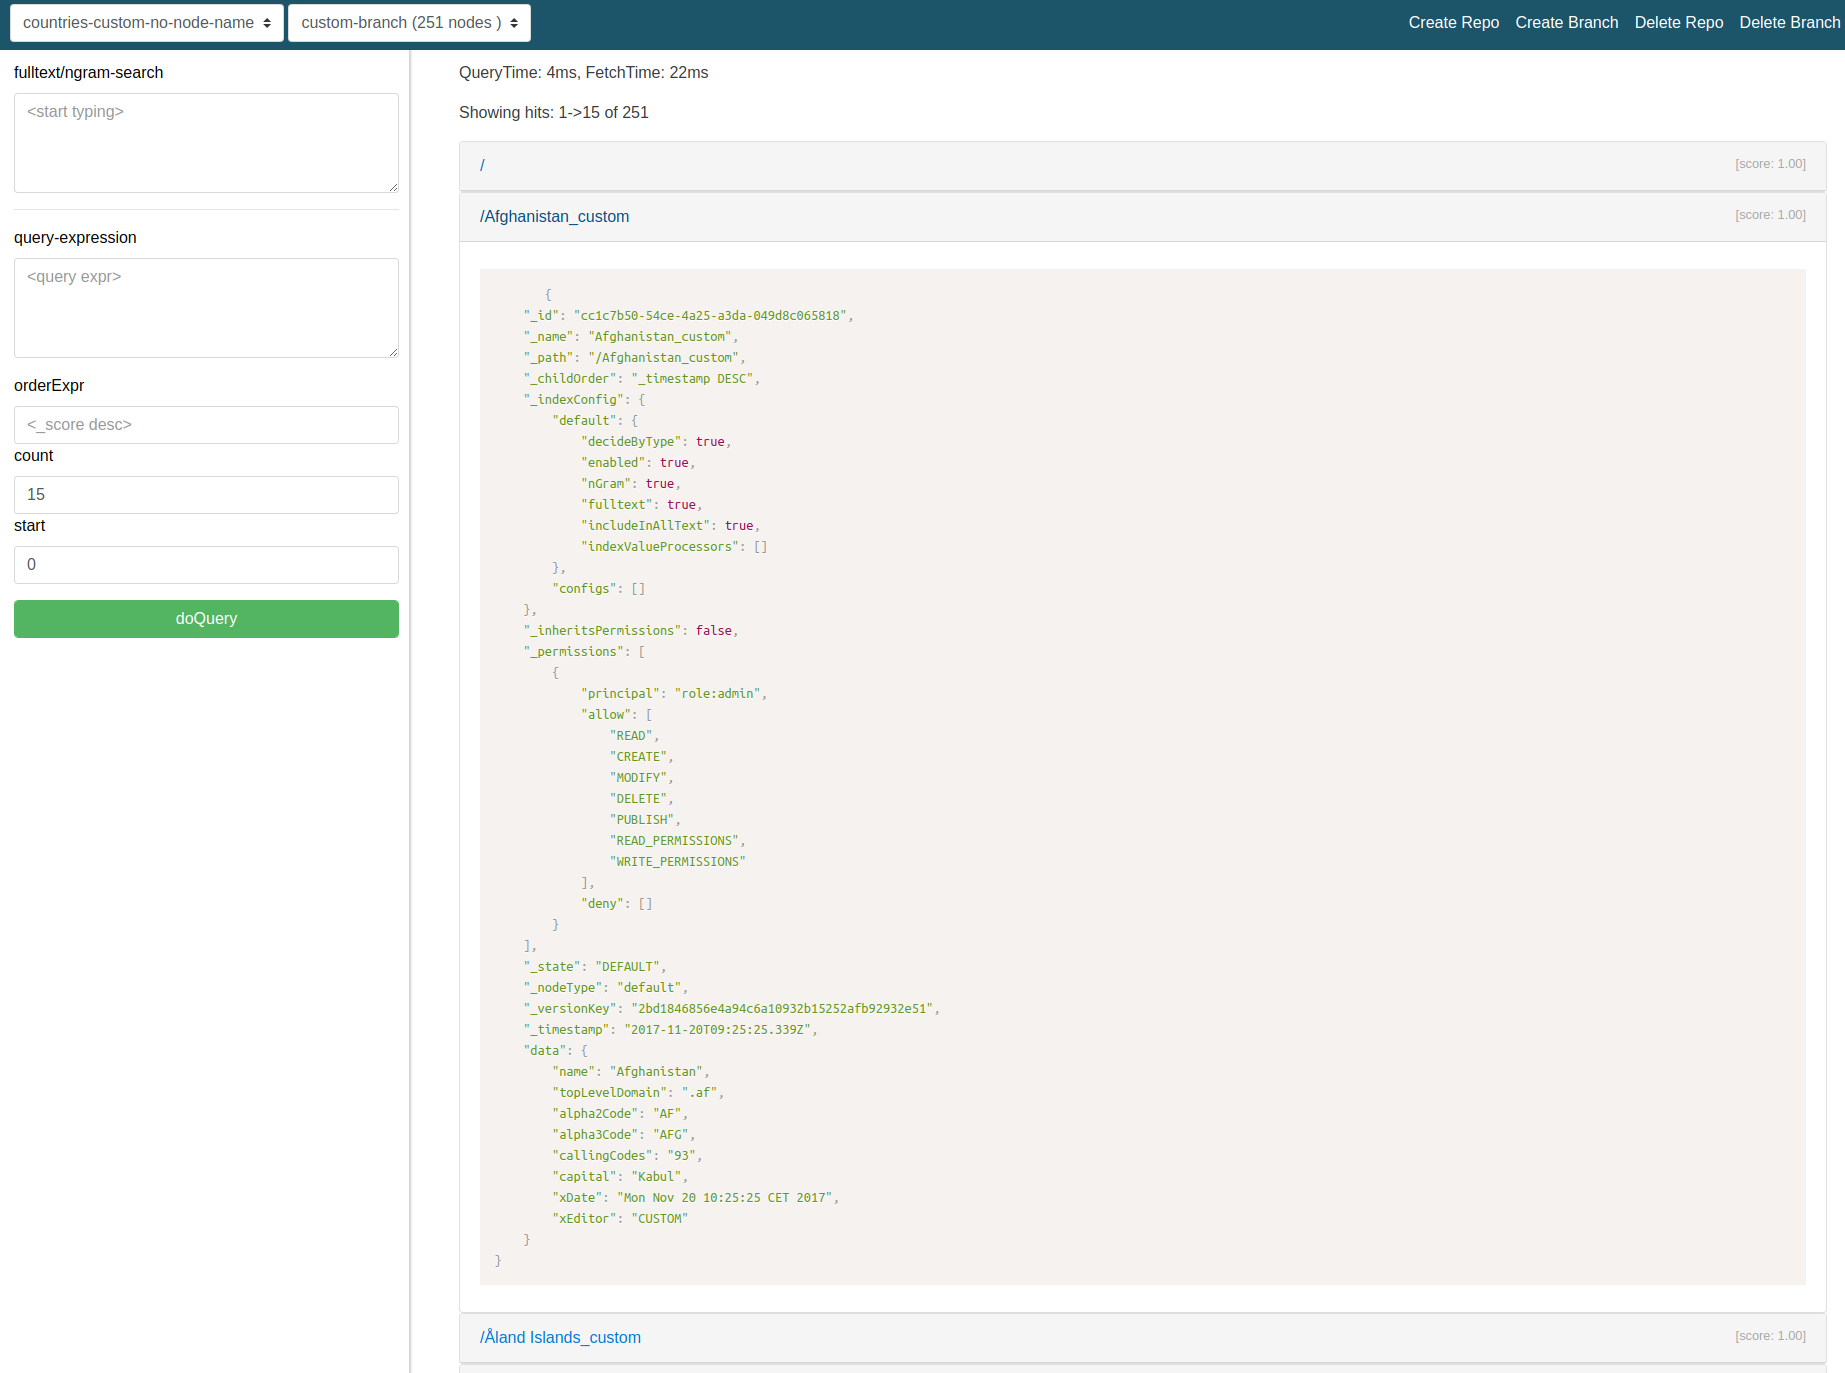 countries-custom-no-node-name custom-branch (251 nodes ) Create Repo Create Branch Delete Repo Delete Branch
fulltext/ngram-search
<start typing>
query-expression
<query expr>
orderExpr
<_score desc>
count
15
start
0
doQuery
QueryTime: 4ms, FetchTime: 22ms
Showing hits: 1->15 of 251
/ [score: 1.00]
/Afghanistan_custom [score: 1.00]
{
"_id": "cc1c7b50-54ce-4a25-a3da-049d8c065818",
"_name": "Afghanistan_custom",
"_path": "/Afghanistan_custom",
"_childOrder": "_timestamp DESC",
"_indexConfig": {
"default": {
"decideByType": true,
"enabled": true,
"nGram": true,
"fulltext": true,
"includeInAllText": true,
"indexValueProcessors": []
},
"configs": []
},
"_inheritsPermissions": false,
"_permissions": [
{
"principal": "role:admin",
"allow": [
"READ",
"CREATE",
"MODIFY",
"DELETE",
"PUBLISH",
"READ_PERMISSIONS",
"WRITE_PERMISSIONS"
],
"deny": []
}
],
"_state": "DEFAULT",
"_nodeType": "default",
"_versionKey": "2bd1846856e4a94c6a10932b15252afb92932e51",
"_timestamp": "2017-11-20T09:25:25.339Z",
"data": {
"name": "Afghanistan",
"topLevelDomain": ".af",
"alpha2Code": "AF",
"alpha3Code": "AFG",
"callingCodes": "93",
"capital": "Kabul",
"xDate": "Mon Nov 20 10:25:25 CET 2017",
"xEditor": "CUSTOM"
}
}
/Åland Islands_custom [score: 1.00]